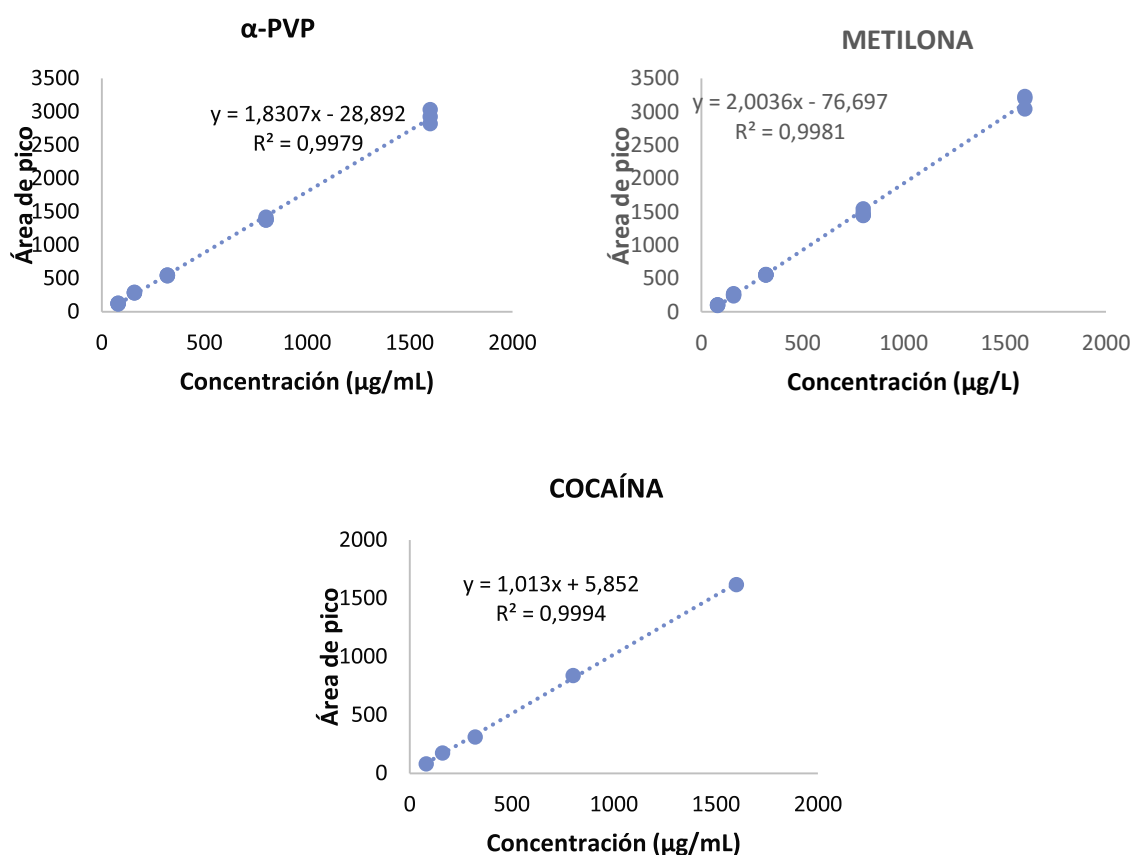 α-PVP
3500
3000
2500
2000
1500
1000
500
0
0 500 1000 1500 2000
Área de pico
y = 1,8307x - 28,892
R² = 0,9979
Concentración (µg/mL)
METILONA
3500
3000
2500
2000
1500
1000
500
0
0 500 1000 1500 2000
Área de pico
y = 2,0036x - 76,697
R² = 0,9981
Concentración (µg/L)
COCAÍNA
2000
1500
1000
500
0
0 500 1000 1500 2000
Área de pico
y = 1,013x + 5,852
R² = 0,9994
Concentración (µg/mL)